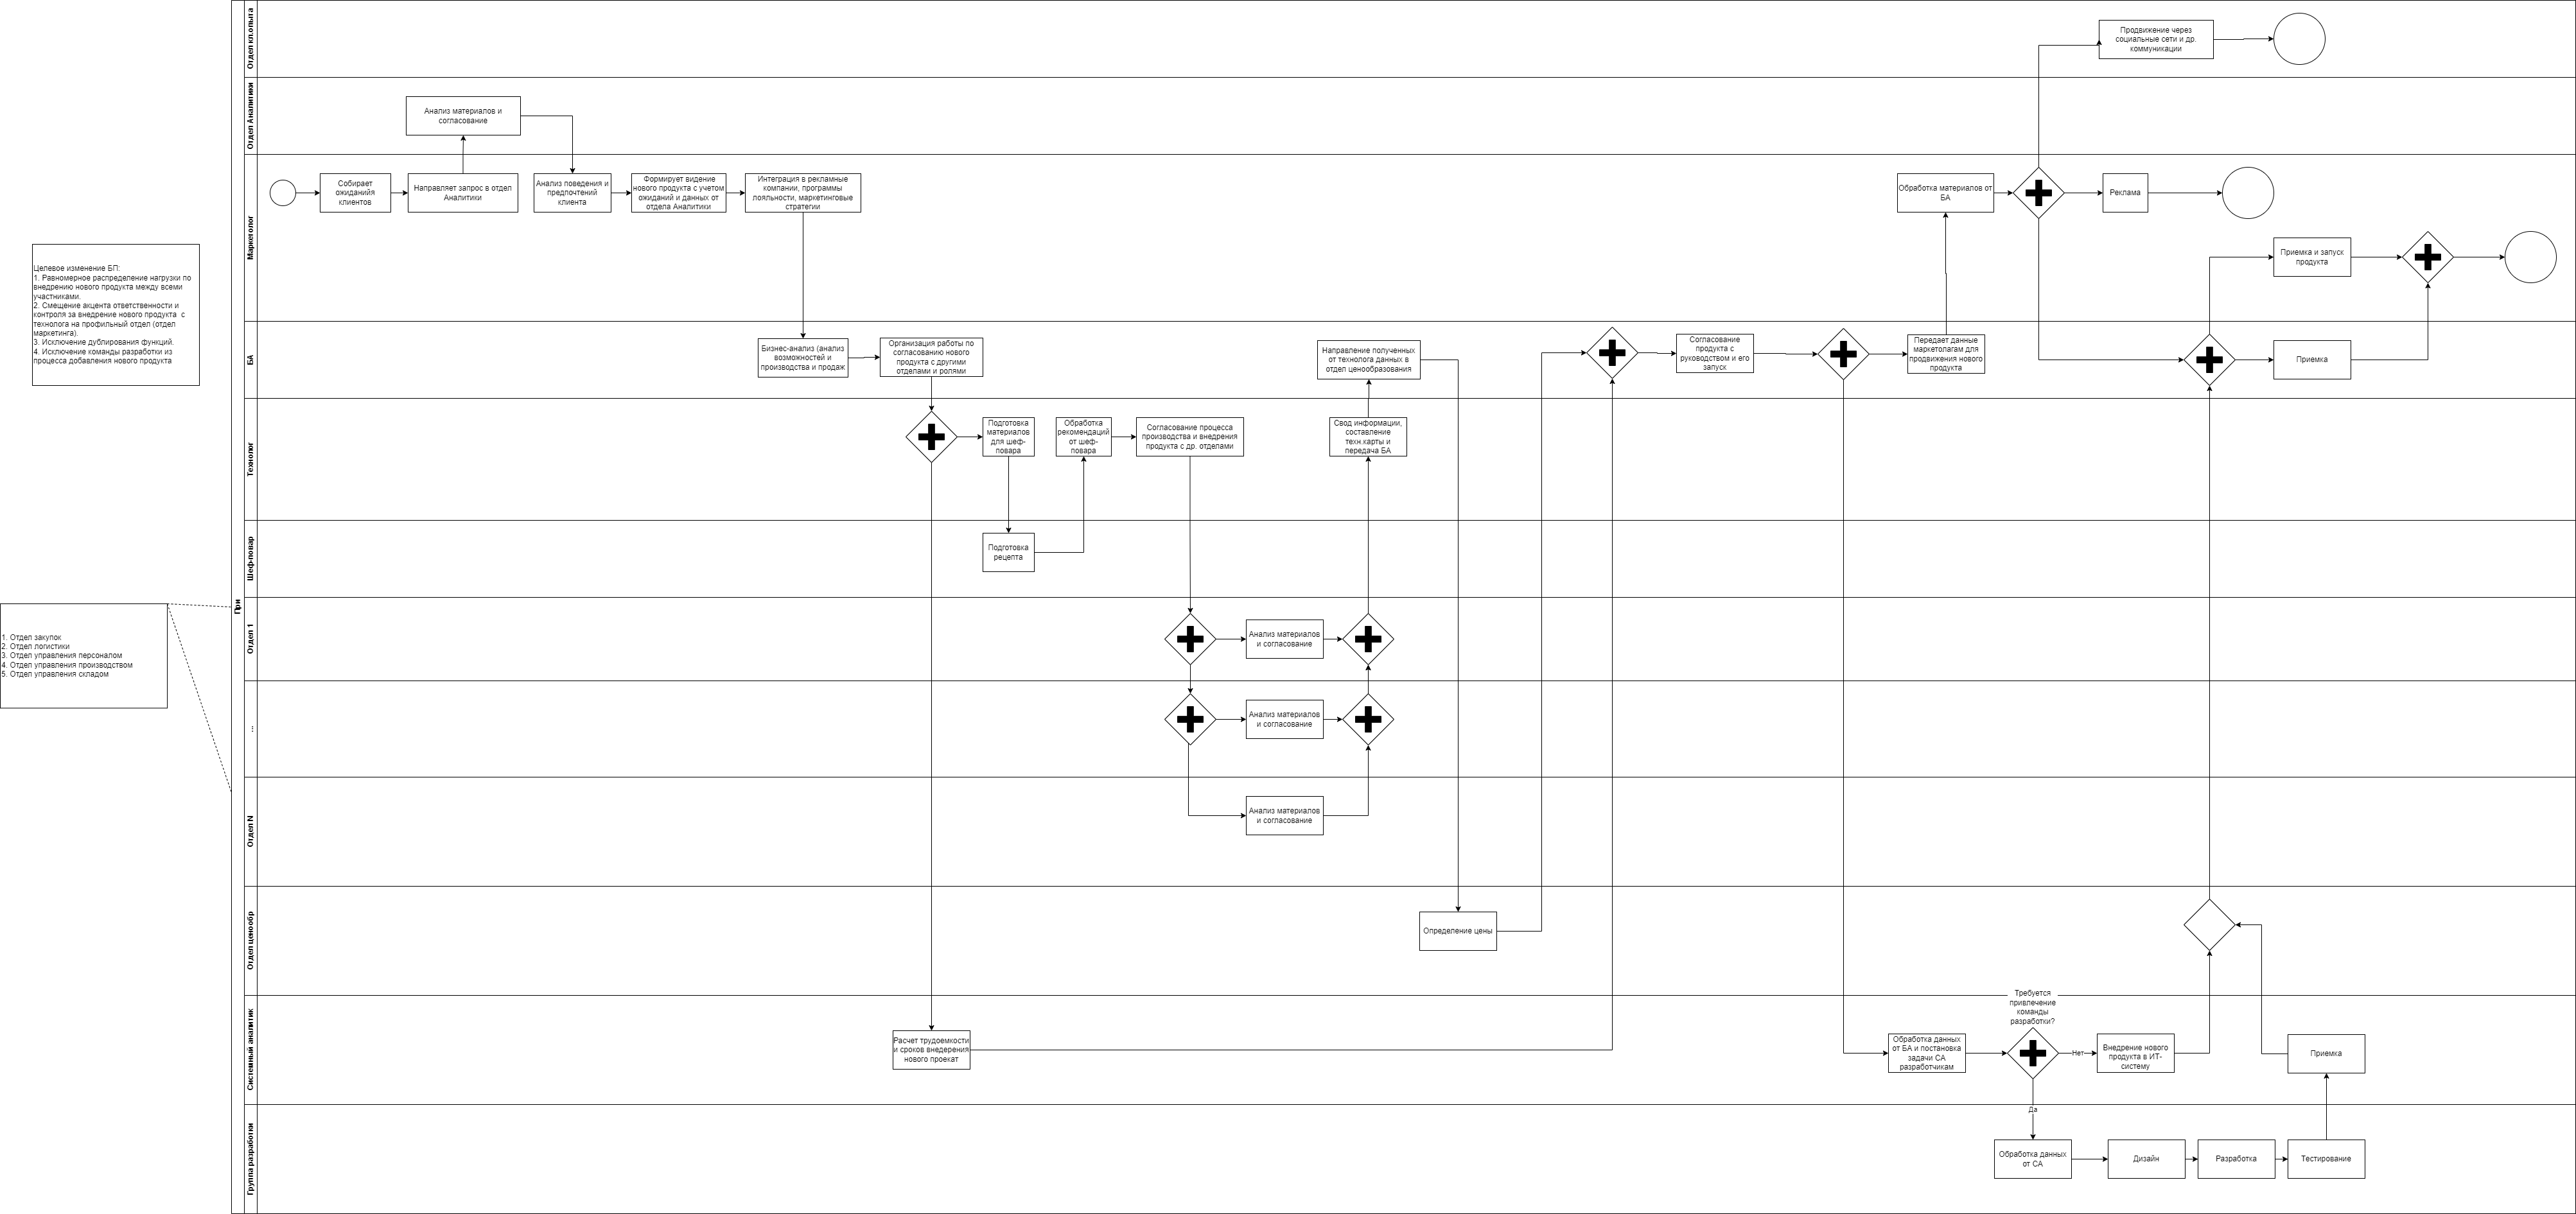 Отдел кл.опыта
Продвижение через
социальные сети и др.
коммуникации
Отдел Аналитики
Анализ материалов и
согласование
Маркетолог
Собирает
ожиданийя
клиентов
Направляет запрос в отдел
Аналитики
Анализ поведения и
предпочтений
клиента
Формирует видение
нового продукта с учетом
ожиданий и данных от
отдела Аналитики
Интеграция в рекламные
компании, программы
лояльности, маркетинговые
стратегии
Обработка материалов от
БА
Реклама
Приемка и запуск
продукта
Целевое изменение БП:
1. Равномерное распределение нагрузки по
внедрению нового продукта между всеми
участниками.
2. Смещение акцента ответственности и
контроля за внедрение нового продукта с
технолога на профильный отдел (отдел
маркетинга).
3. Исключение дублирования функций.
4. Исключение команды разработки из
процесса добавления нового продукта
БА
Бизнес-анализ (анализ
возможностей и
производства и продаж
Организация работы по
согласованию нового
продукта с другими
отделами и ролями
Направление полученных
от технолога данных в
отдел ценообразования
Согласование
продукта с
руководством и его
запуск
Передает данные
маркетолагам для
продвижения нового
продукта
Приемка
Технолог
Подготовка
материалов
для шеф-
повара
Обработка
рекомендаций
от шеф-
повара
Согласование процесса
производства и внедрения
продукта с др. отделами
Свод информации,
составление
техн.карты и
передача БА
Шеф-повар
Подготовка
рецепта
При
1. Отдел закупок
2. Отдел логистики
3. Отдел управления персоналом
4. Отдел управления производством
5. Отдел управления складом
Отдел 1
Анализ материалов
и согласование
...
Анализ материалов
и согласование
Отдел N
Анализ материалов
и согласование
Отдел ценообр
Определение цены
Системный аналитик
Расчет трудоемкости
и сроков внедерения
нового проекат
Обработка данных
от БА и постановка
задачи СА
разработчикам
Требуется
привлечение
команды
разработки?
Нет
Внедрение нового
продукта в ИТ-
систему
Приемка
Да
Группа разработки
Обработка данных
от СА
Дизайн
Разработка
Тестирование